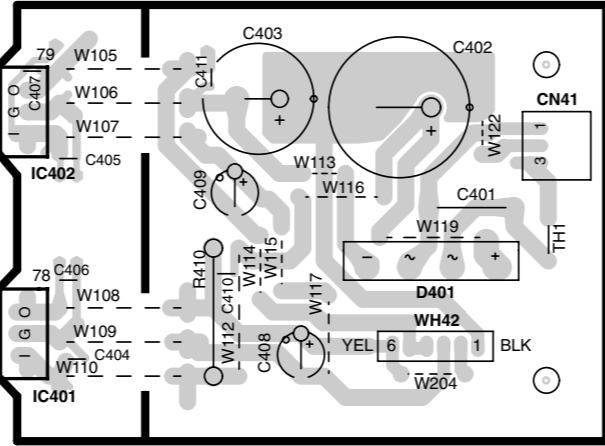 C403
C402
79
W105
C411
CN41
C407
I G O
W106
W122
1
3
W107
+
+
C405
IC402
W113
W116
C409
+
C401
W119
TH1
78
C406
R410
W114
W115
− ~ ~ +
C410
W117
D401
W108
I G O
WH42
W109
W112
C408
+
YEL 6 1 BLK
C404
W110
W204
IC401